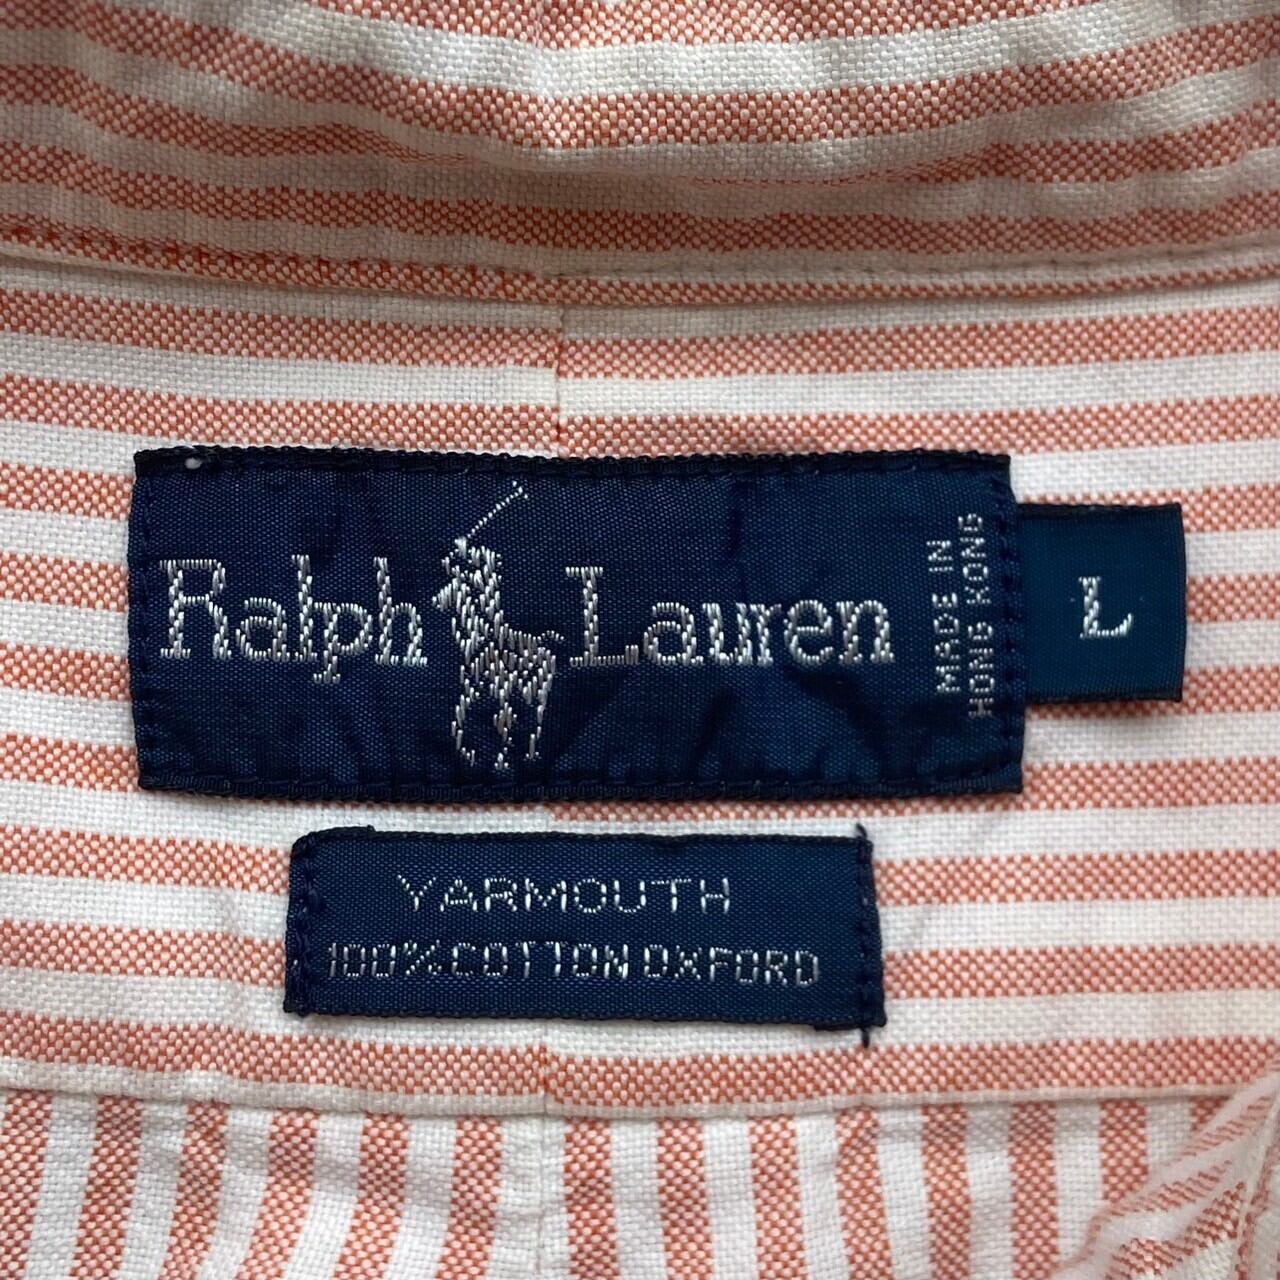 Ralph Lauren
MADE IN
HONG KONG
L
YARMOUTH
100% COTTON OXFORD